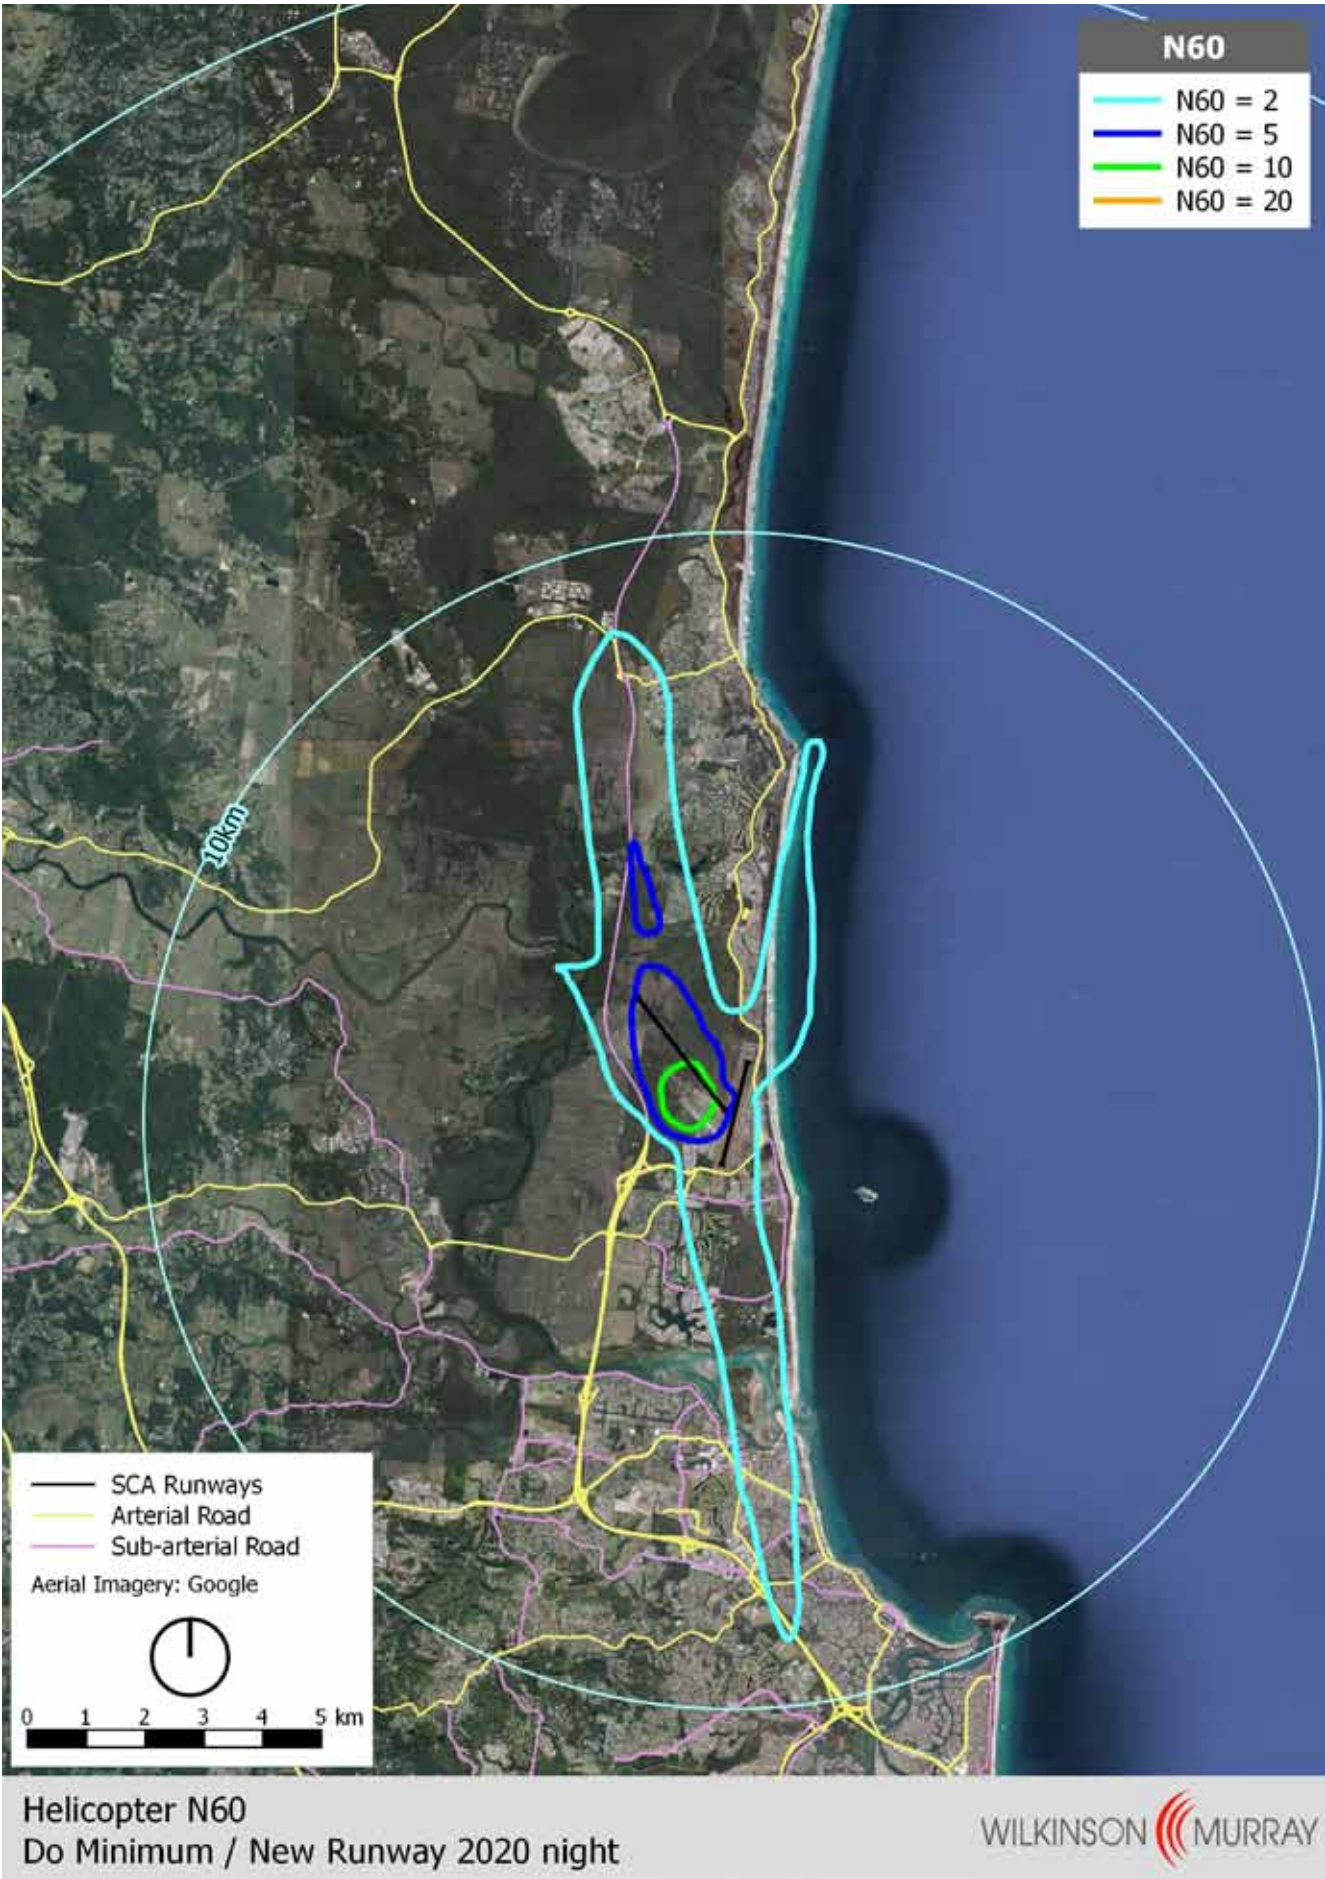 N60
N60 = 2
N60 = 5
N60 = 10
N60 = 20
10km
SCA Runways
Arterial Road
Sub-arterial Road
Aerial Imagery: Google
0 1 2 3 4 5 km
Helicopter N60
Do Minimum / New Runway 2020 night
WILKINSON MURRAY